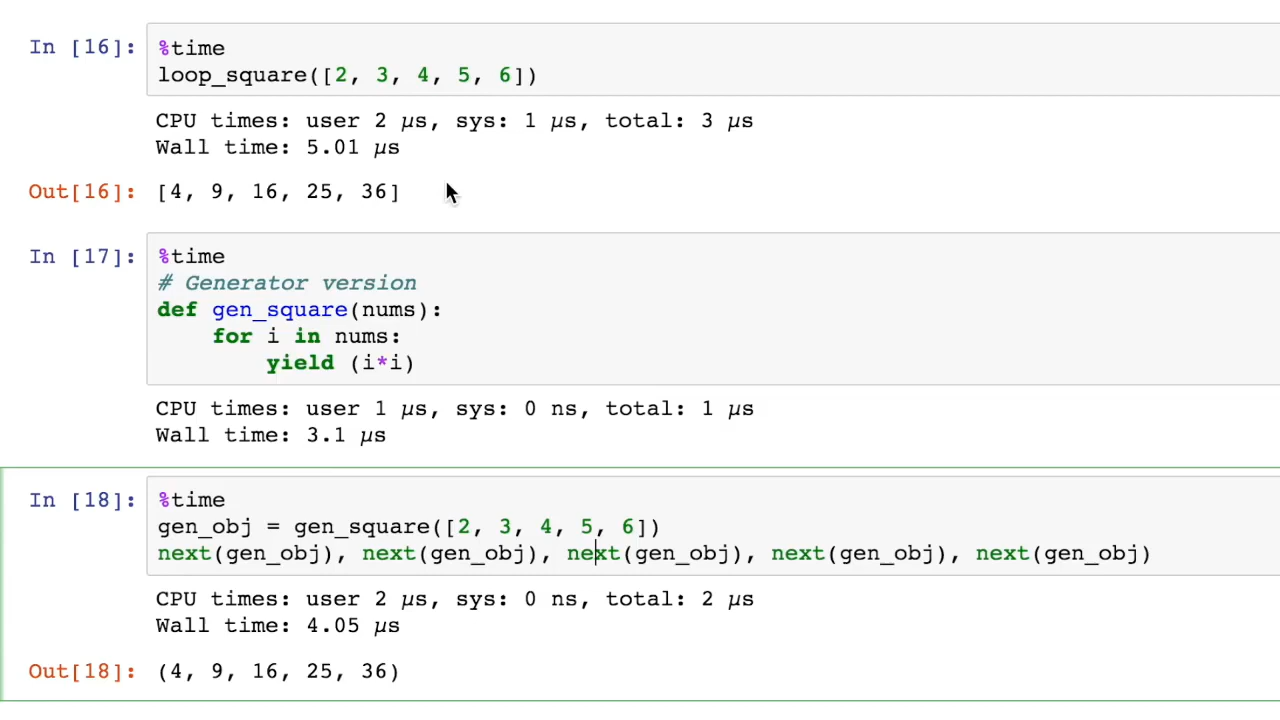 In [16]: %time
loop_square([2, 3, 4, 5, 6])
CPU times: user 2 µs, sys: 1 µs, total: 3 µs
Wall time: 5.01 µs
Out[16]: [4, 9, 16, 25, 36]
In [17]: %time
# Generator version
def gen_square(nums):
    for i in nums:
        yield (i*i)
CPU times: user 1 µs, sys: 0 ns, total: 1 µs
Wall time: 3.1 µs
In [18]: %time
gen_obj = gen_square([2, 3, 4, 5, 6])
next(gen_obj), next(gen_obj), next(gen_obj), next(gen_obj), next(gen_obj)
CPU times: user 2 µs, sys: 0 ns, total: 2 µs
Wall time: 4.05 µs
Out[18]: (4, 9, 16, 25, 36)